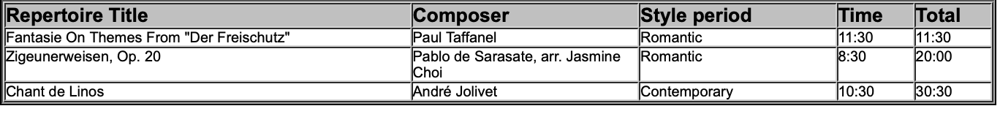 Repertoire Title Composer Style period Time Total
Fantasie On Themes From "Der Freischutz" Paul Taffanel Romantic 11:30 11:30
Zigeunerweisen, Op. 20 Pablo de Sarasate, arr. Jasmine Romantic 8:30 20:00
Choi
Chant de Linos André Jolivet Contemporary 10:30 30:30